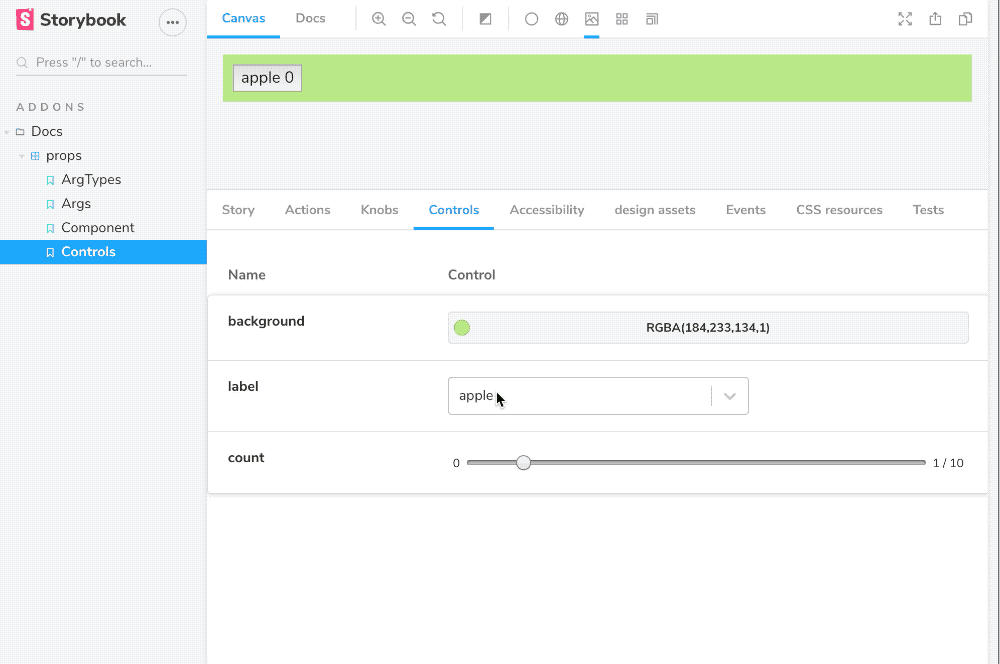 Storybook
Canvas Docs
Press "/" to search...
apple 0
ADDONS
Docs
props
ArgTypes
Args
Component
Controls
Story Actions Knobs Controls Accessibility design assets Events CSS resources Tests
Name Control
background RGBA(184,233,134,1)
label apple
count 0 1 / 10